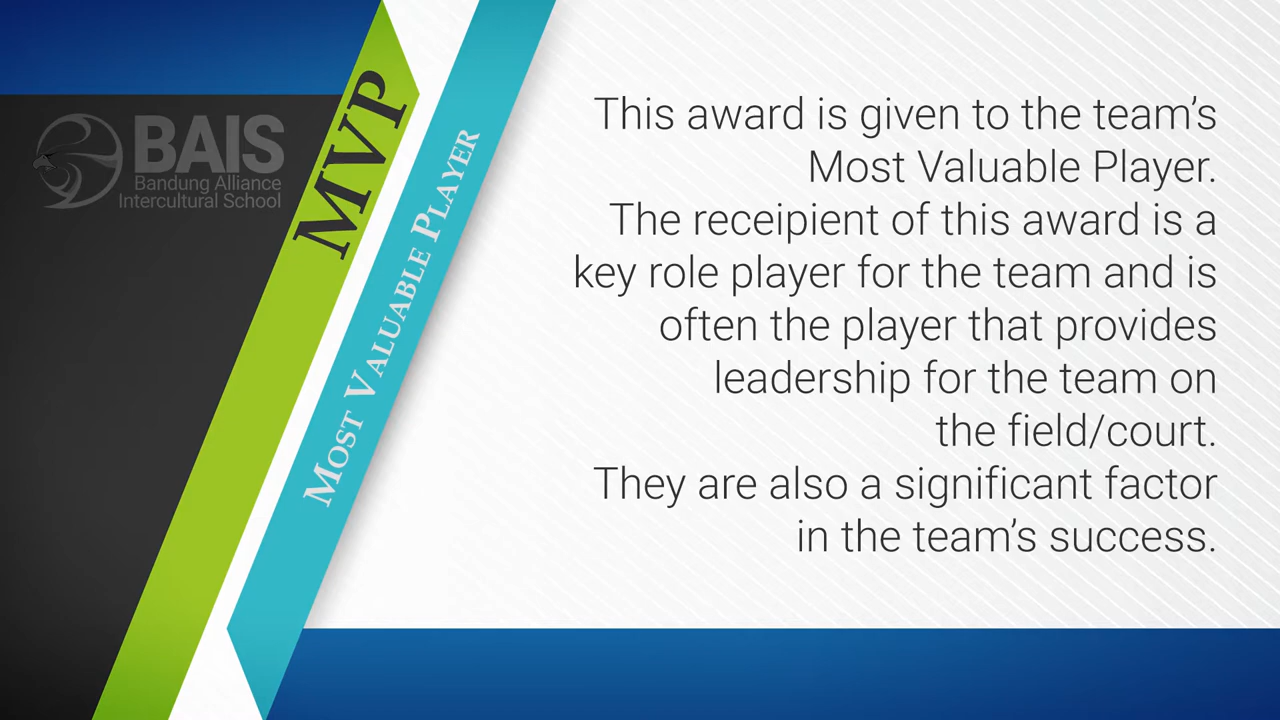 BAIS
Bandung Alliance
Intercultural School
MVP
MOST VALUABLE PLAYER
This award is given to the team’s
Most Valuable Player.
The receipient of this award is a
key role player for the team and is
often the player that provides
leadership for the team on
the field/court.
They are also a significant factor
in the team’s success.